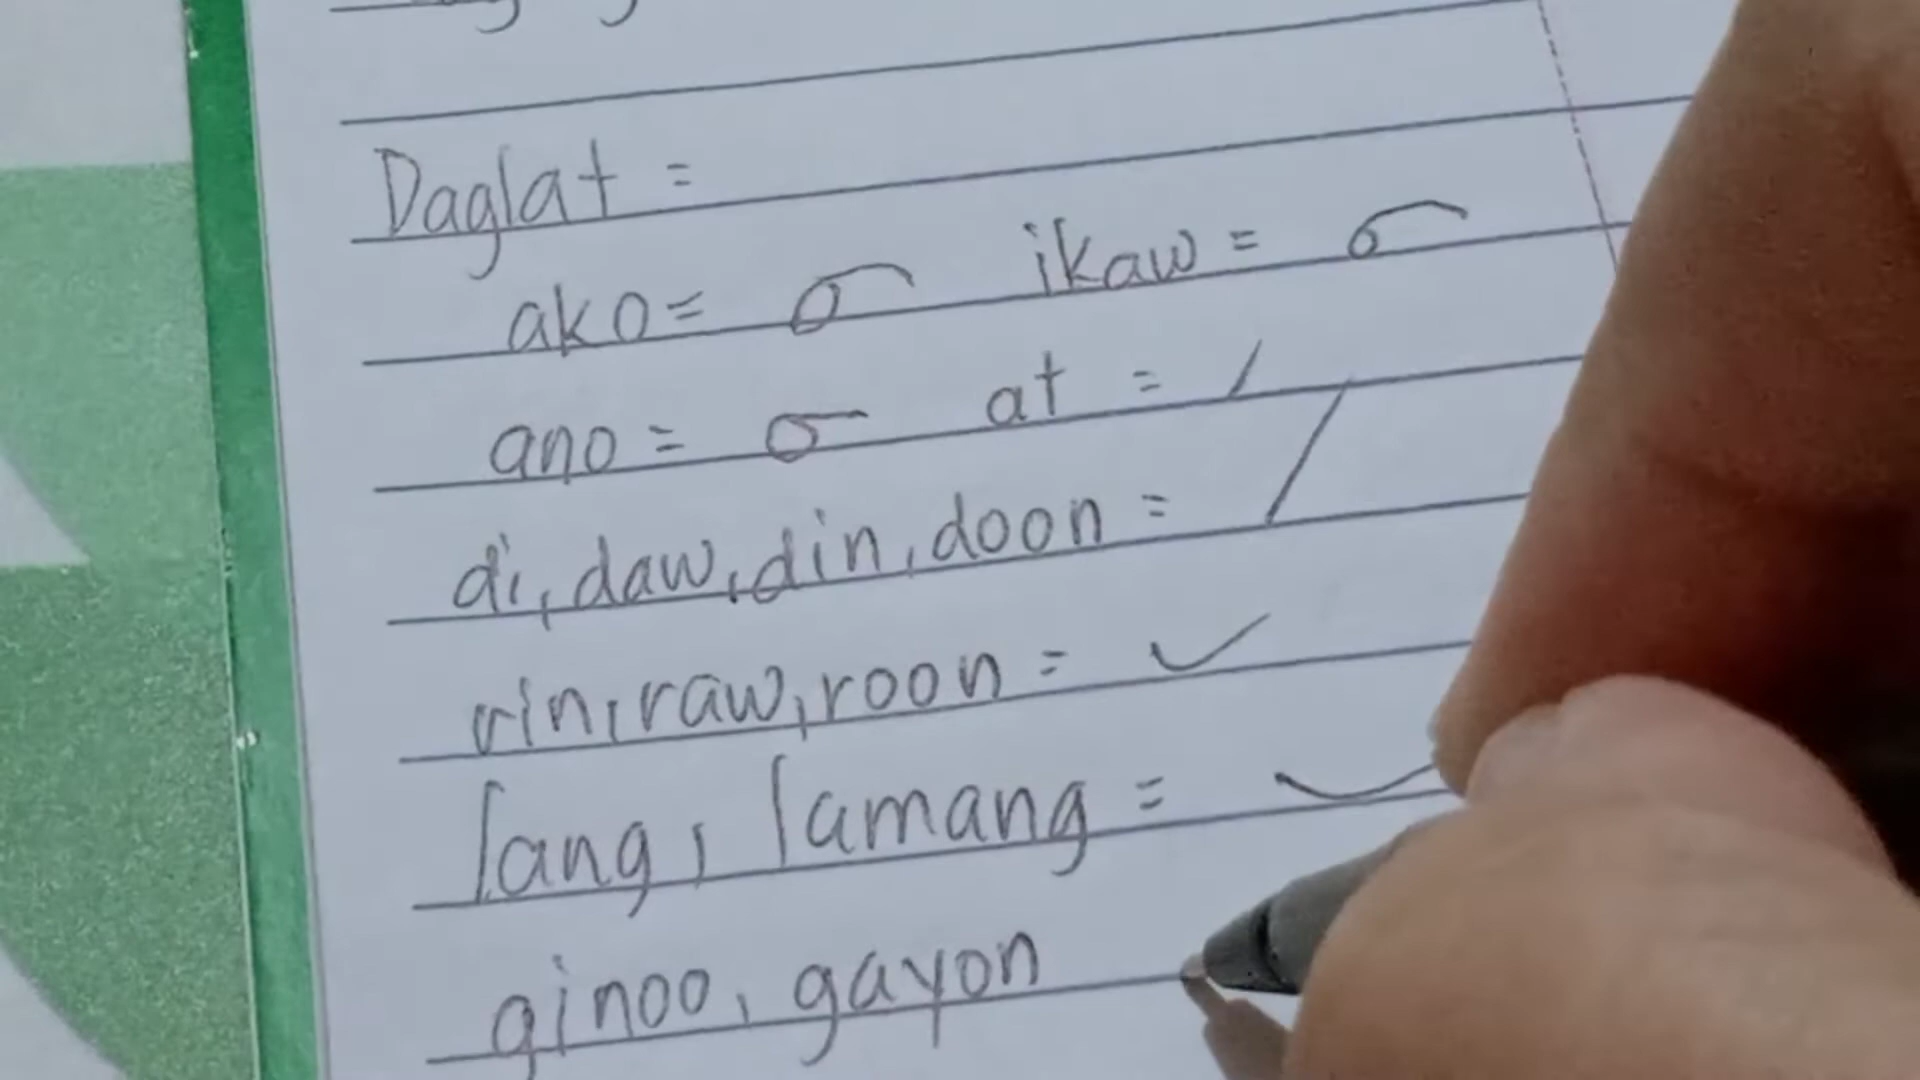 Daglat =
ako = ikaw =
ano = at =
di, daw, din, doon =
rin, raw, roon =
lang, lamang =
ginoo, gayon